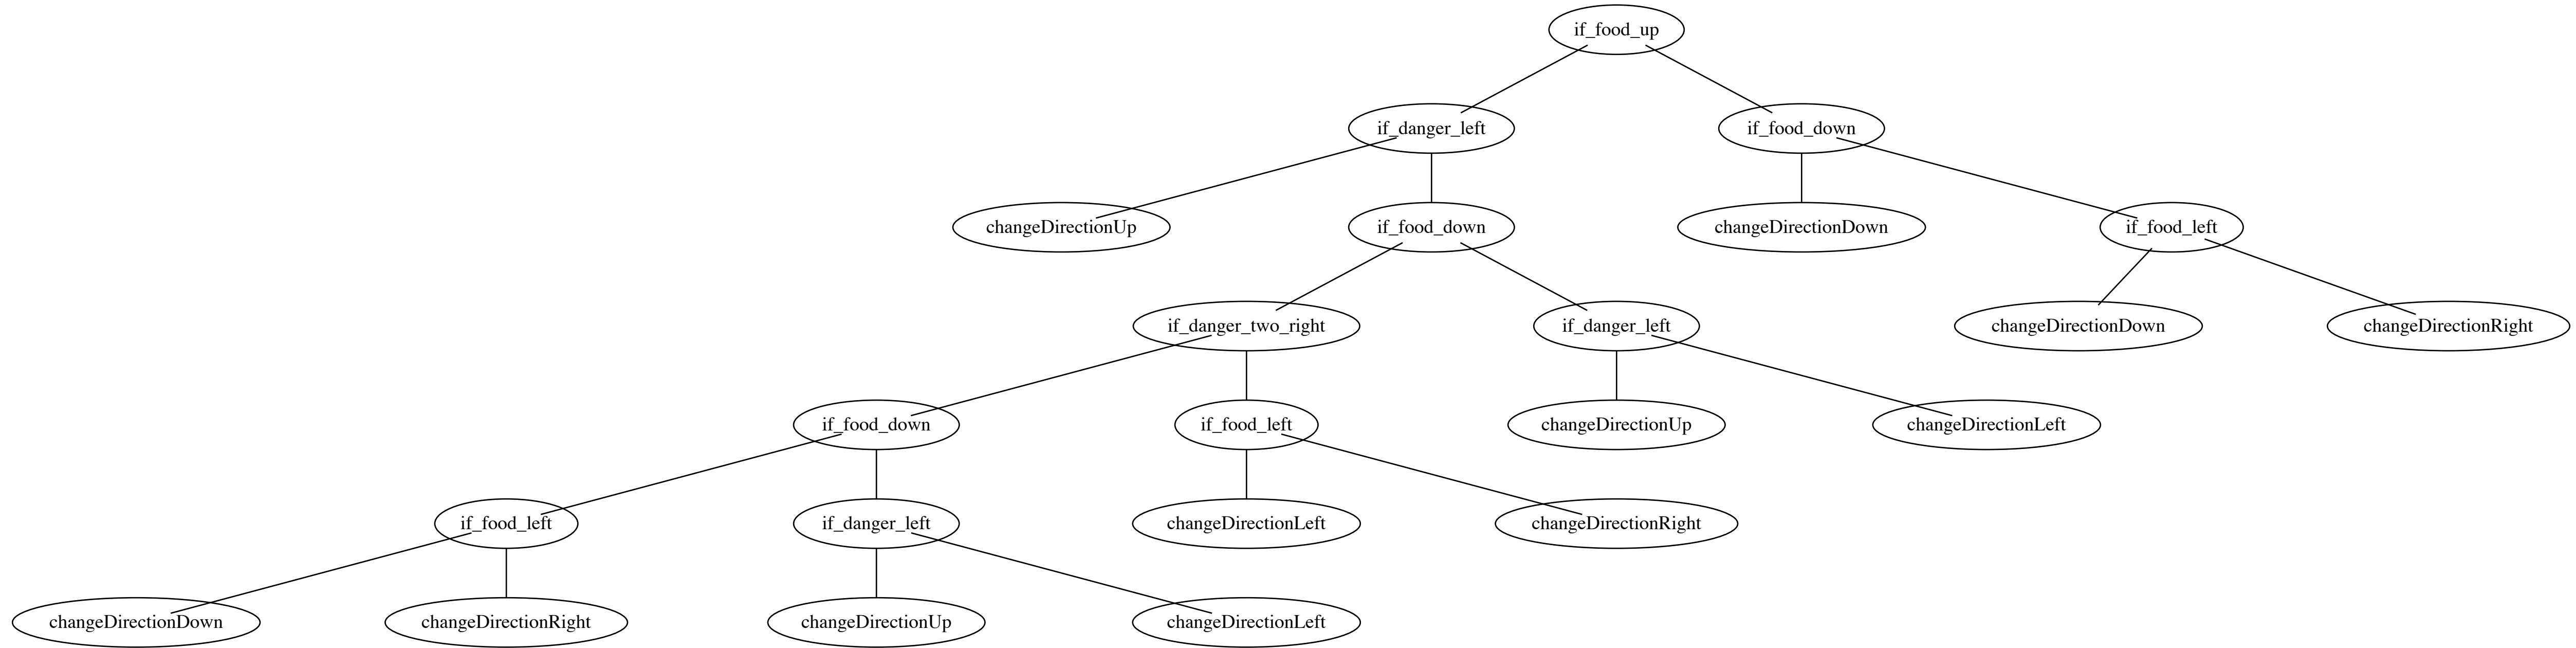 if_food_up
if_danger_left
if_food_down
changeDirectionUp
if_food_down
changeDirectionDown
if_food_left
if_danger_two_right
if_danger_left
changeDirectionDown
changeDirectionRight
if_food_down
if_food_left
changeDirectionUp
changeDirectionLeft
if_food_left
if_danger_left
changeDirectionLeft
changeDirectionRight
changeDirectionDown
changeDirectionRight
changeDirectionUp
changeDirectionLeft